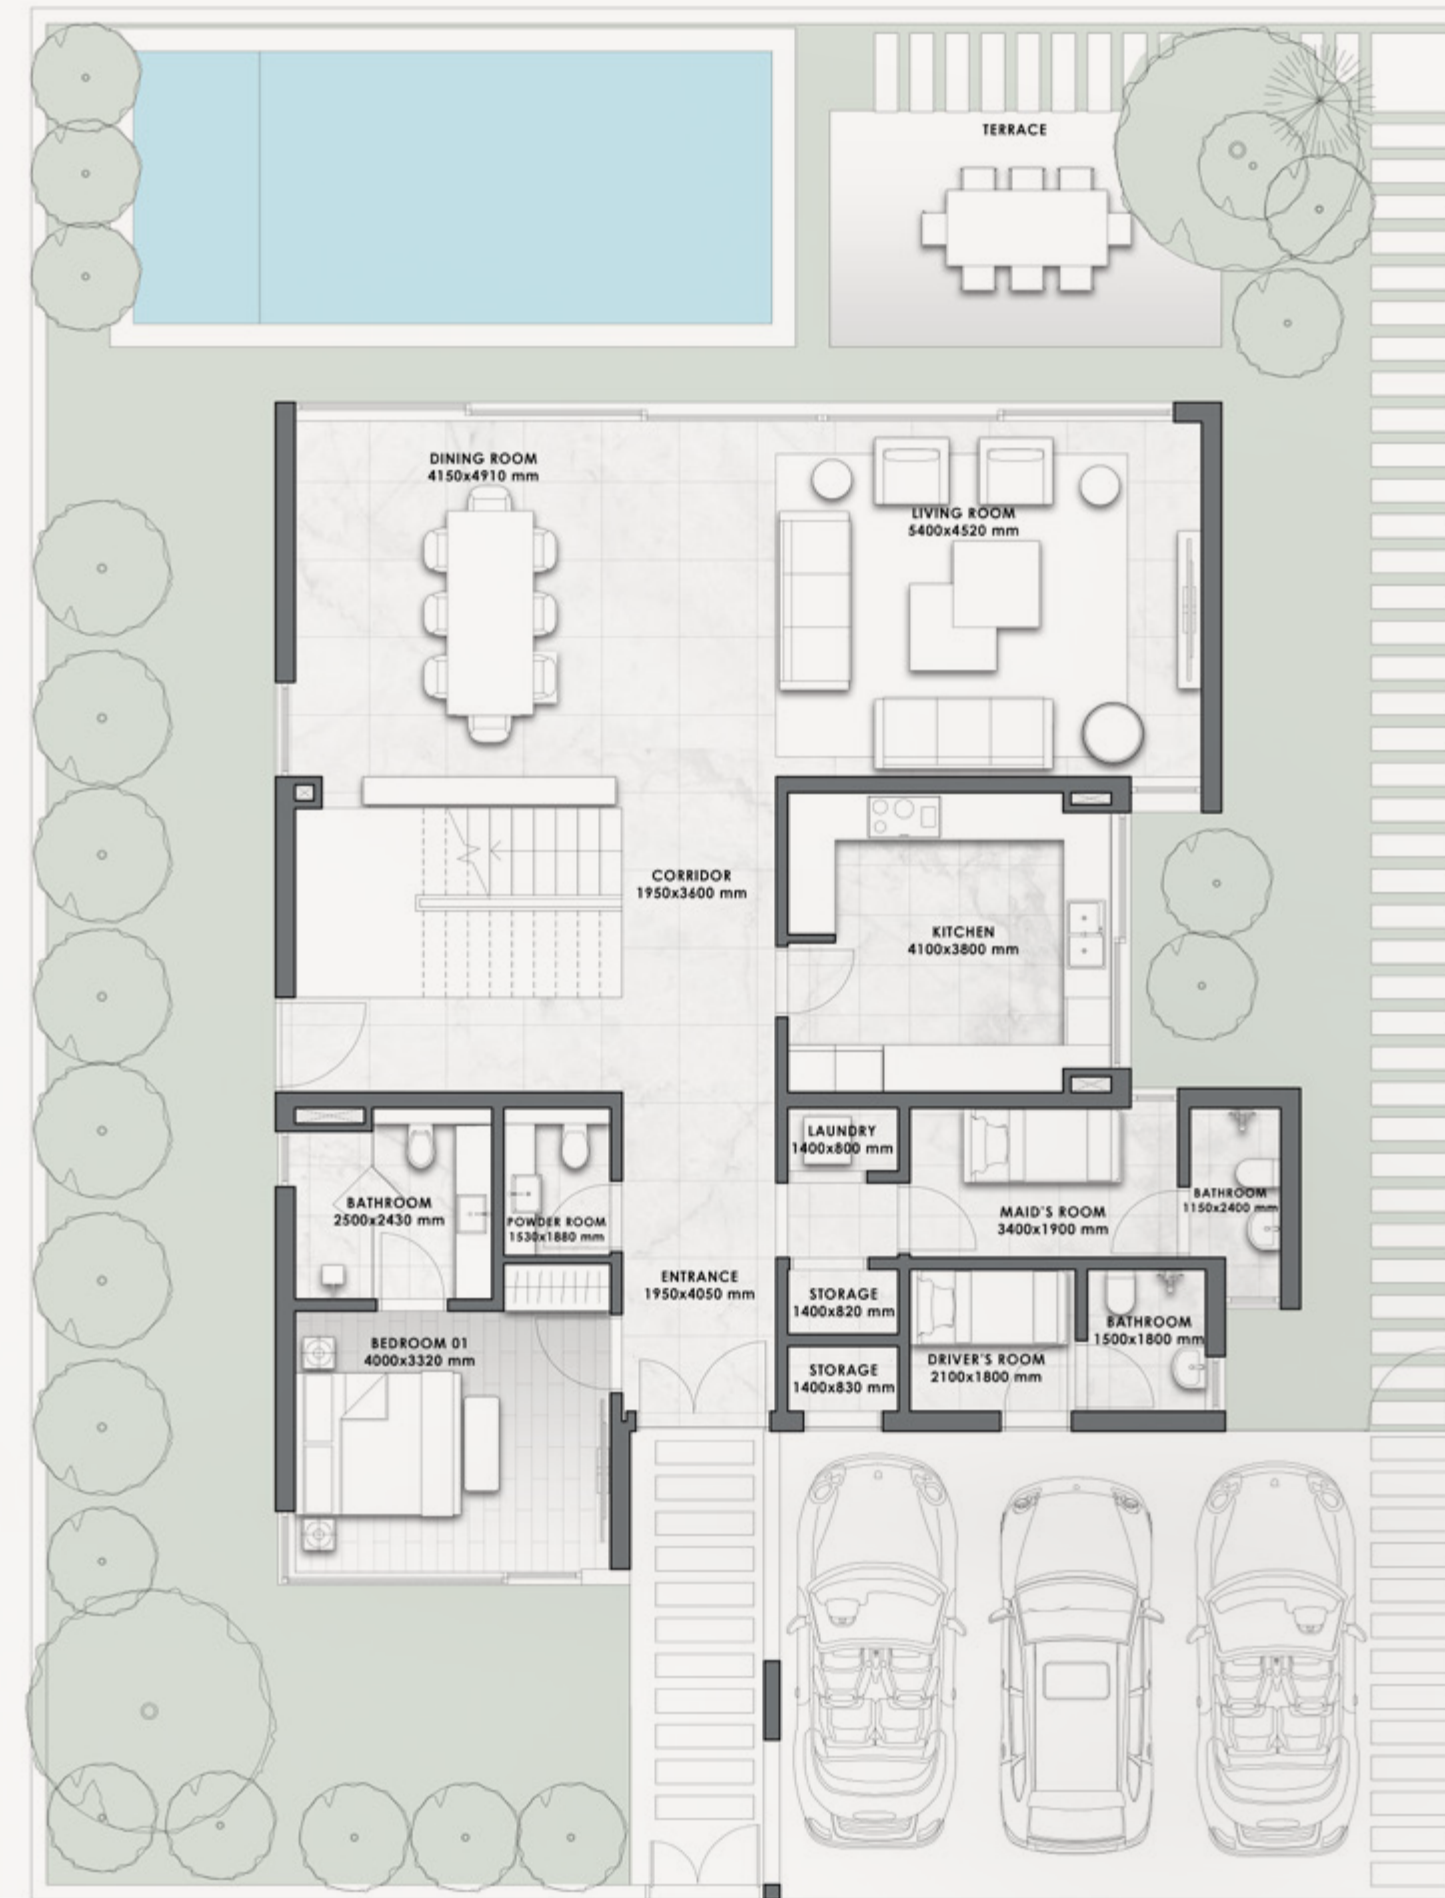 TERRACE
DINING ROOM
4150x4910 mm
LIVING ROOM
5400x4520 mm
CORRIDOR
1950x3600 mm
KITCHEN
4100x3800 mm
LAUNDRY
1400x800 mm
BATHROOM
2500x2430 mm
POWDER ROOM
1530x1880 mm
MAID'S ROOM
3400x1900 mm
BATHROOM
1150x2400 mm
ENTRANCE
1950x4050 mm
STORAGE
1400x820 mm
BATHROOM
1500x1800 mm
BEDROOM 01
4000x3320 mm
DRIVER'S ROOM
2100x1800 mm
STORAGE
1400x830 mm